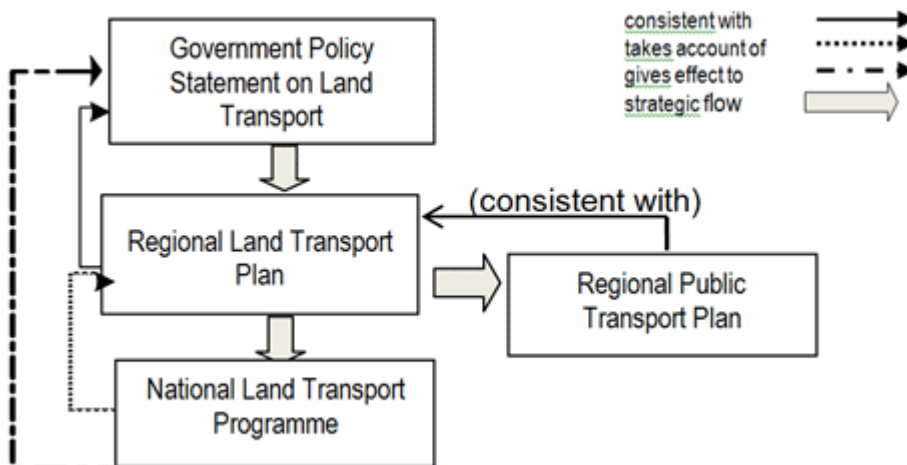 Government Policy
Statement on Land
Transport
consistent with
takes account of
gives effect to
strategic flow
(consistent with)
Regional Land Transport
Plan
Regional Public
Transport Plan
National Land Transport
Programme